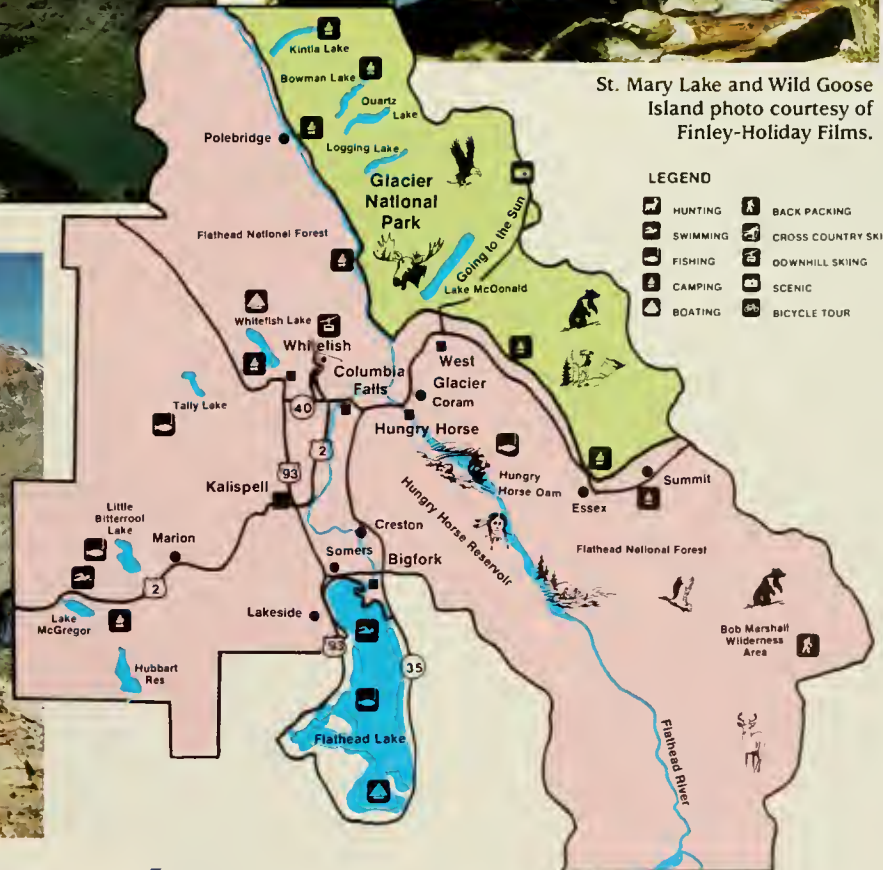 St. Mary Lake and Wild Goose
Island photo courtesy of
Finley-Holiday Films.
LEGEND
HUNTING
SWIMMING
FISHING
CAMPING
BOATING
BACK PACKING
CROSS COUNTRY SKI
DOWNHILL SKIING
SCENIC
BICYCLE TOUR
Kintla Lake
Bowman Lake
Quartz
Lake
Polebridge
Logging Lake
Glacier
National
Park
Going to the Sun
Flathead National Forest
Lake McDonald
Whitefish Lake
Whitefish
West
Glacier
Columbia
Falls
Coram
Tally Lake
40
Hungry Horse
2
93
Hungry
Horse Dam
Summit
Essex
Kalispell
Hungry Horse Reservoir
Little
Bitterrool
Lake
Marion
Creston
Somers
Bigfork
Flathead National Forest
2
Lake
McGregor
Lakeside
Bob Marshall
Wilderness
Area
93
35
Hubbart
Res
Flathead Lake
Flathead River